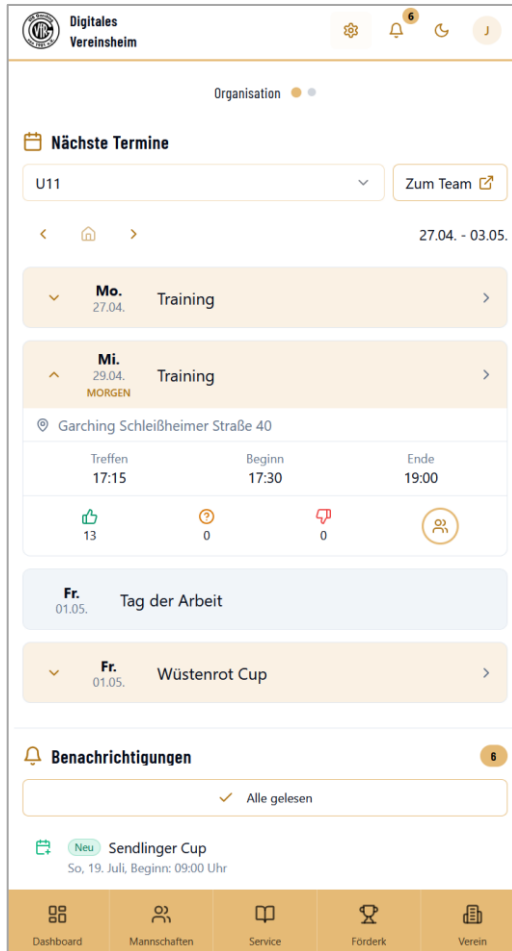 Digitales
Vereinsheim
6
J
Organisation
Nächste Termine
U11
Zum Team
27.04. - 03.05.
Mo.
27.04.
Training
Mi.
29.04.
MORGEN
Training
Garching Schleißheimer Straße 40
Treffen Beginn Ende
17:15 17:30 19:00
13 0 0
Fr.
01.05.
Tag der Arbeit
Fr.
01.05.
Wüstenrot Cup
Benachrichtigungen 6
Alle gelesen
Neu Sendlinger Cup
So, 19. Juli, Beginn: 09:00 Uhr
Dashboard Mannschaften Service Förderk Verein